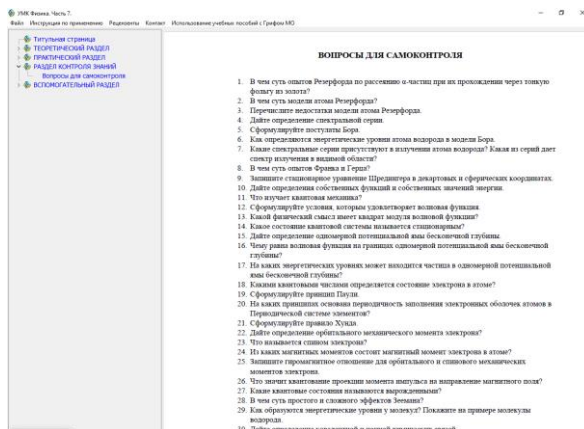 УМК Физика. Часть 7.
Файл Инструкция по применению Рецензенты Контакт Использование учебных пособий с Грифом МО
Титульная страница
ТЕОРЕТИЧЕСКИЙ РАЗДЕЛ
ПРАКТИЧЕСКИЙ РАЗДЕЛ
РАЗДЕЛ КОНТРОЛЯ ЗНАНИЙ
Вопросы для самоконтроля
ВСПОМОГАТЕЛЬНЫЙ РАЗДЕЛ
ВОПРОСЫ ДЛЯ САМОКОНТРОЛЯ
1. В чем суть опытов Резерфорда по рассеянию α-частиц при их прохождении через тонкую
фольгу из золота?
2. В чем суть модели атома Резерфорда?
3. Перечислите недостатки модели атома Резерфорда.
4. Дайте определение спектральной серии.
5. Сформулируйте постулаты Бора.
6. Как определяются энергетические уровни атома водорода в модели Бора.
7. Какие спектральные серии присутствуют в излучении атома водорода? Какая из серий дает
спектр излучения в видимой области?
8. В чем суть опытов Франка и Герца?
9. Запишите стационарное уравнение Шредингера в декартовых и сферических координатах.
10. Дайте определения собственных функций и собственных значений энергии.
11. Что изучает квантовая механика?
12. Сформулируйте условия, которым удовлетворяет волновая функция.
13. Какой физический смысл имеет квадрат модуля волновой функции?
14. Какое состояние квантовой системы называется стационарным?
15. Дайте определение одномерной потенциальной ямы бесконечной глубины.
16. Чему равна волновая функция на границах одномерной потенциальной ямы бесконечной
глубины?
17. На каких энергетических уровнях может находится частица в одномерной потенциальной
ямы бесконечной глубины?
18. Какими квантовыми числами определяется состояние электрона в атоме?
19. Сформулируйте принцип Паули.
20. На каких принципах основана периодичность заполнения электронных оболочек атомов в
Периодической системе элементов?
21. Сформулируйте правило Хунда.
22. Дайте определение орбитального механического момента электрона?
23. Что называется спином электрона?
24. Из каких магнитных моментов состоит магнитный момент электрона в атоме?
25. Запишите гиромагнитное отношение для орбитального и спинового механических
моментов электрона.
26. Что значит квантование проекции момента импульса на направление магнитного поля?
27. Какие квантовые состояния называются вырожденными?
28. В чем суть простого и сложного эффектов Зеемана?
29. Как образуются энергетические уровни у молекул? Покажите на примере молекулы
водорода.